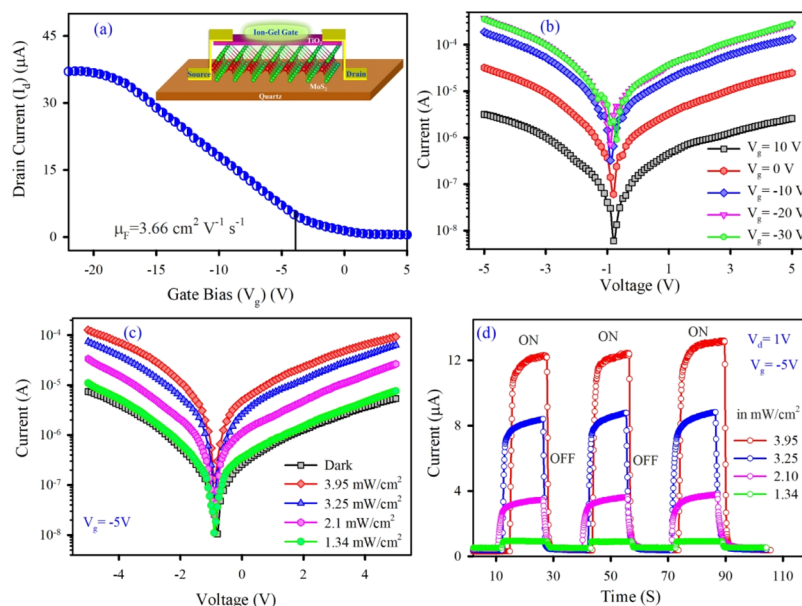 (a)
Ion-Gel Gate
TiO2
Source
Drain
MoS2
Quartz
45
30
15
0
Drain Current (Id) (μA)
μF=3.66 cm² V⁻¹ s⁻¹
-20 -15 -10 -5 0 5
Gate Bias (Vg) (V)
(b)
10⁻⁴
10⁻⁵
10⁻⁶
10⁻⁷
10⁻⁸
Current (A)
Vg = 10 V
Vg = 0 V
Vg = -10 V
Vg = -20 V
Vg = -30 V
-5 -3 -1 1 3 5
Voltage (V)
(c)
10⁻⁴
10⁻⁵
10⁻⁶
10⁻⁷
10⁻⁸
Current (A)
Dark
3.95 mW/cm²
3.25 mW/cm²
2.1 mW/cm²
1.34 mW/cm²
Vg = -5V
-4 -2 0 2 4
Voltage (V)
(d)
ON ON ON
Vd= 1V
Vg= -5V
12
8
4
0
Current (μA)
OFF OFF
in mW/cm²
3.95
3.25
2.10
1.34
10 30 50 70 90 110
Time (S)